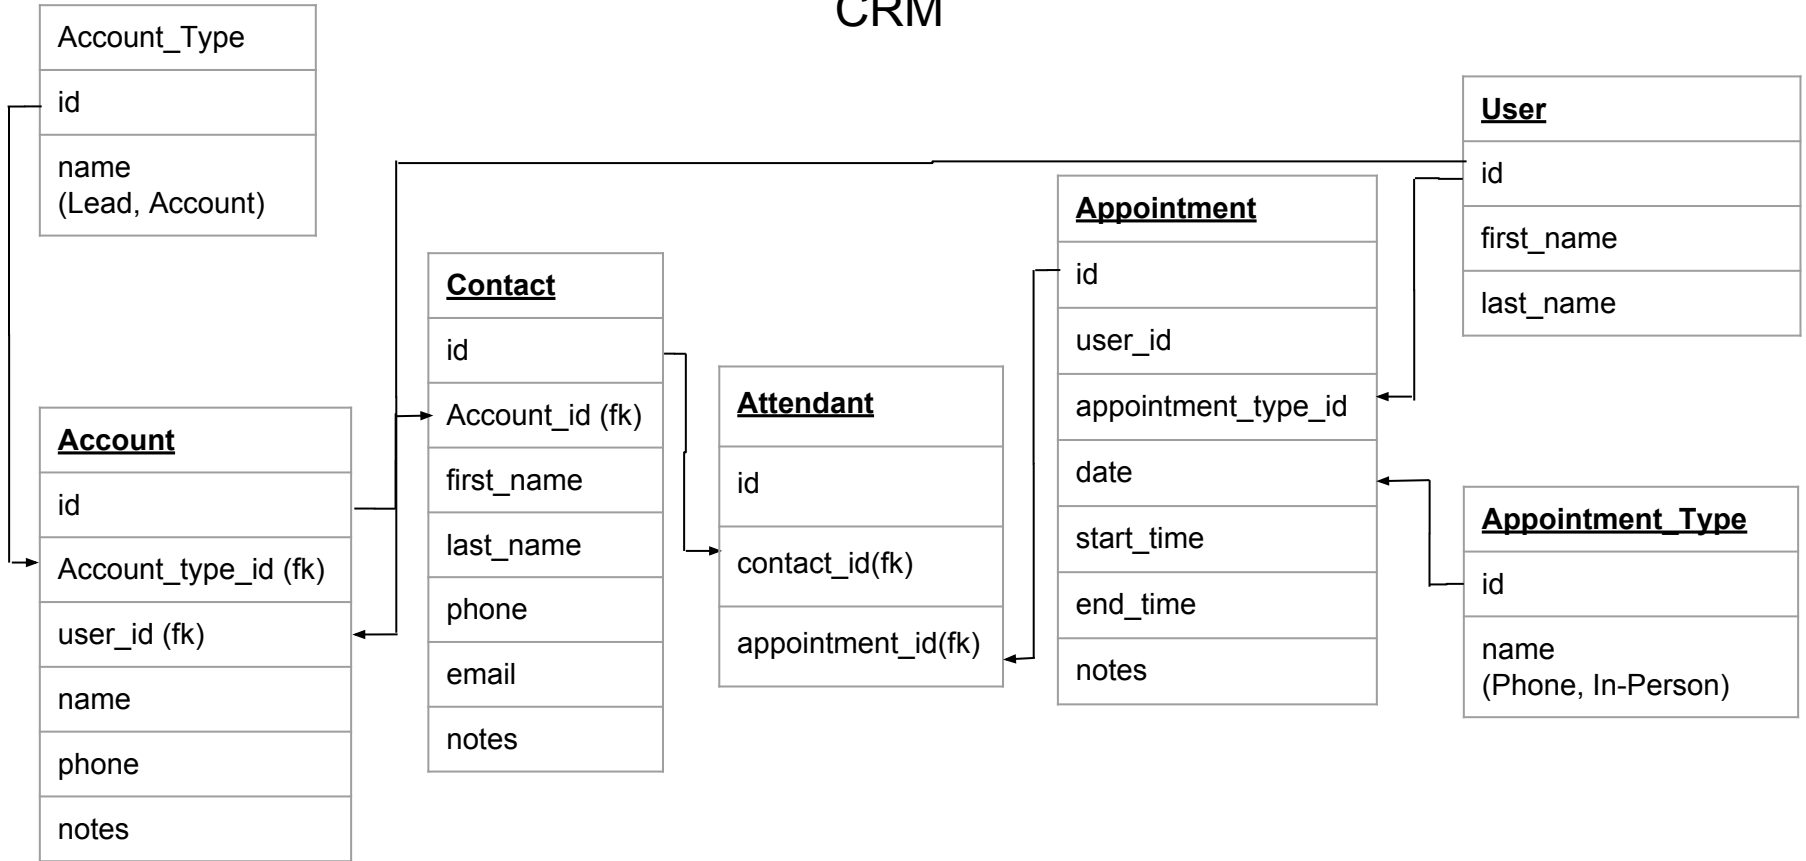 CRM
Account_Type
id
name
(Lead, Account)
Account
id
Account_type_id (fk)
user_id (fk)
name
phone
notes
Contact
id
Account_id (fk)
first_name
last_name
phone
email
notes
Attendant
id
contact_id(fk)
appointment_id(fk)
Appointment
id
user_id
appointment_type_id
date
start_time
end_time
notes
User
id
first_name
last_name
Appointment_Type
id
name
(Phone, In-Person)